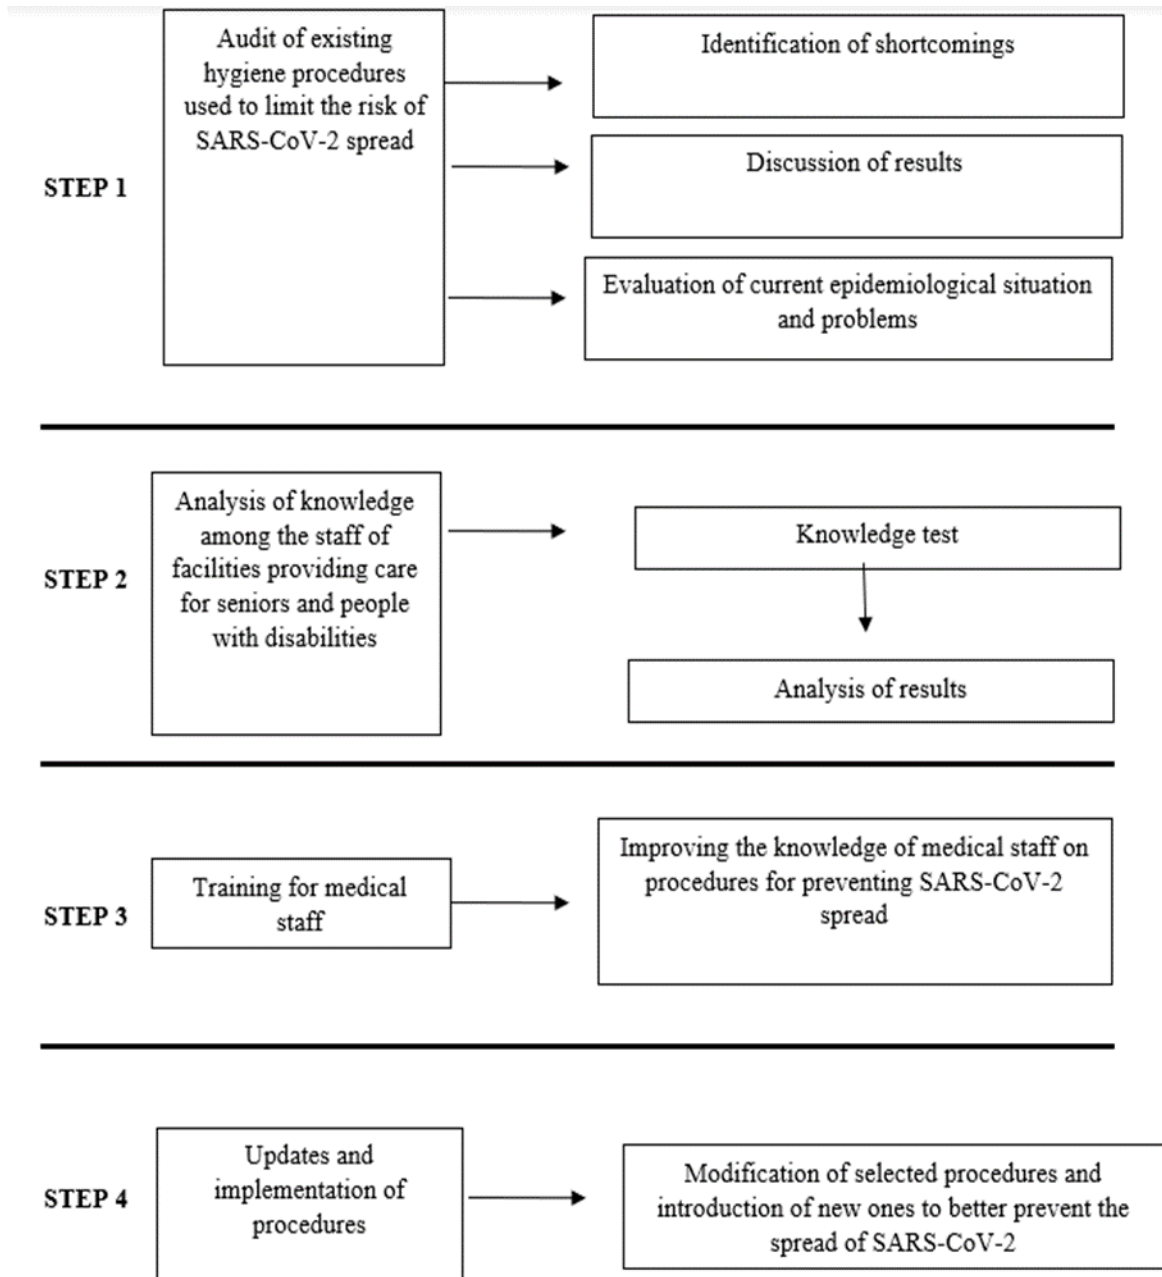 STEP 1
Audit of existing
hygiene procedures
used to limit the risk of
SARS-CoV-2 spread
Identification of shortcomings
Discussion of results
Evaluation of current epidemiological situation
and problems
STEP 2
Analysis of knowledge
among the staff of
facilities providing care
for seniors and people
with disabilities
Knowledge test
Analysis of results
STEP 3
Training for medical
staff
Improving the knowledge of medical staff on
procedures for preventing SARS-CoV-2
spread
STEP 4
Updates and
implementation of
procedures
Modification of selected procedures and
introduction of new ones to better prevent the
spread of SARS-CoV-2